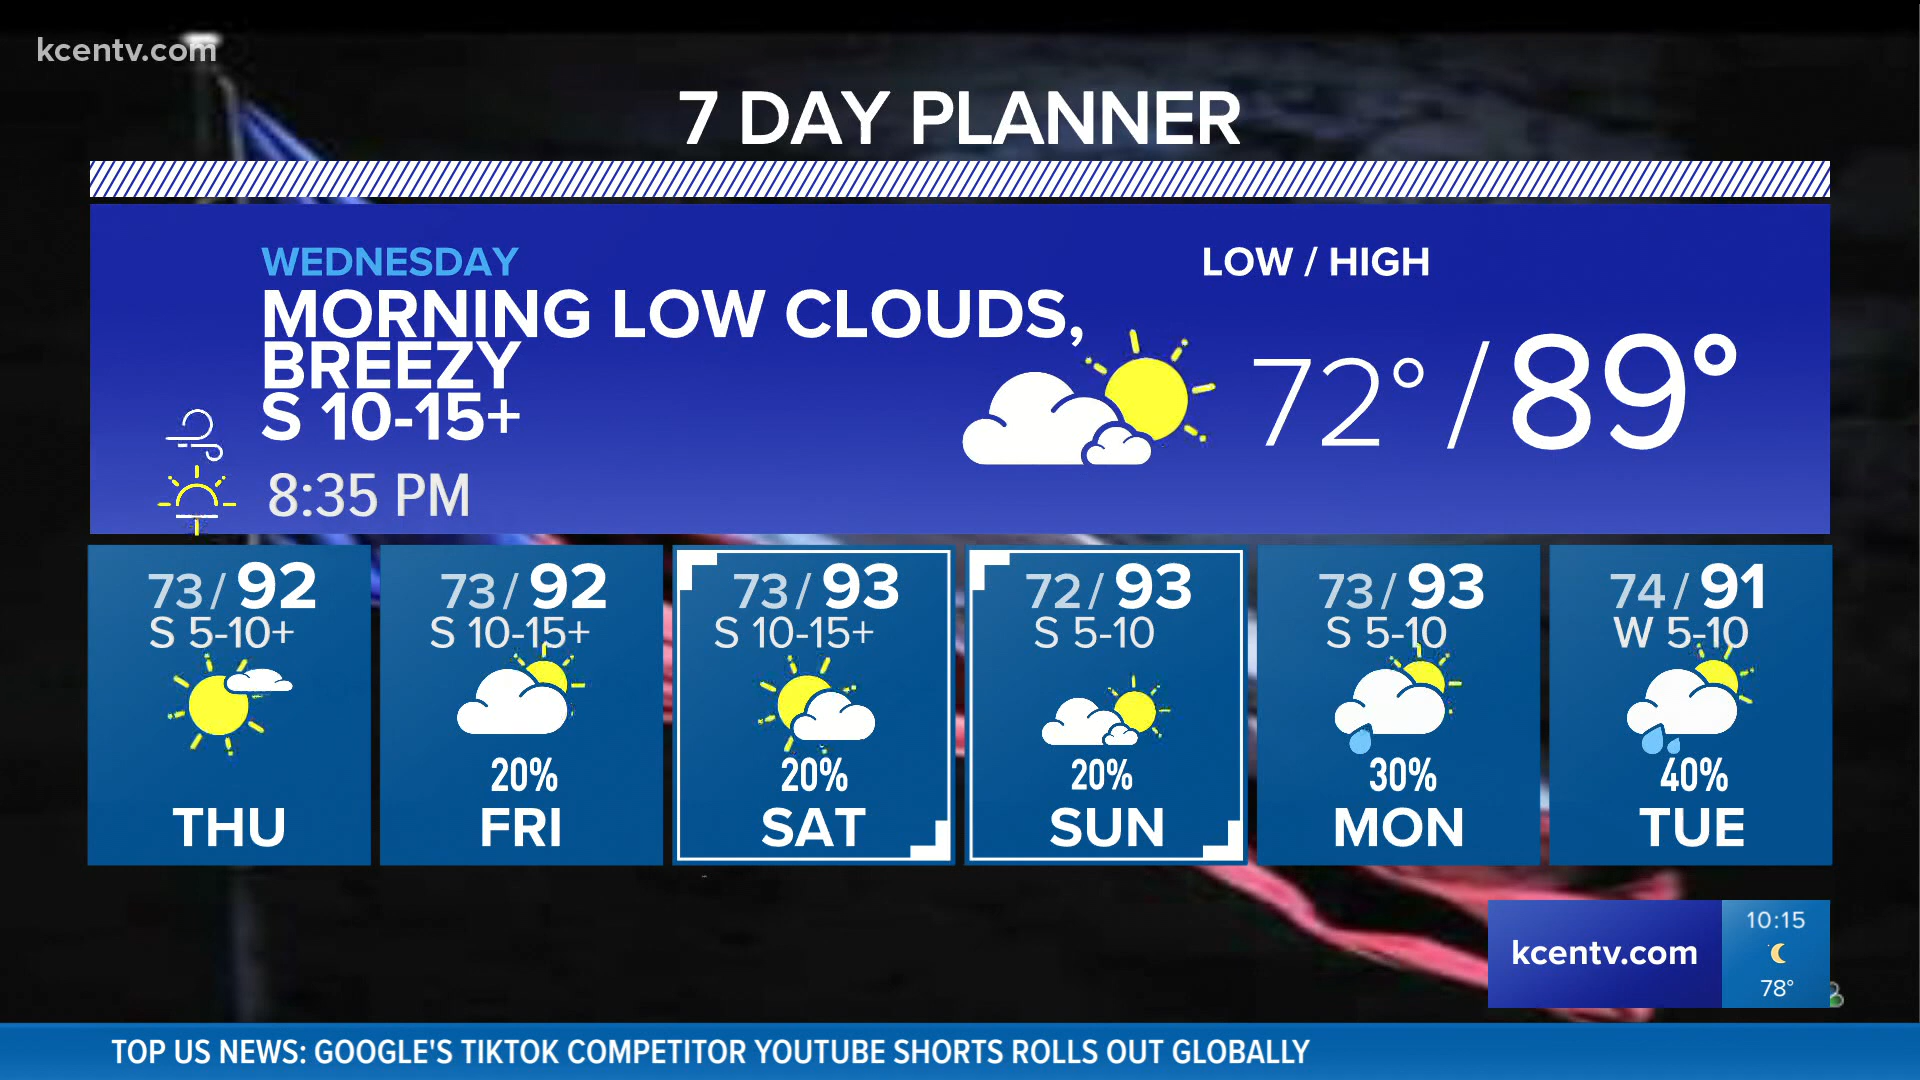 kcentv.com
7 DAY PLANNER
WEDNESDAY
MORNING LOW CLOUDS,
BREEZY
S 10-15+
8:35 PM
LOW / HIGH
72° / 89°
73 / 92
S 5-10+
THU
73 / 92
S 10-15+
20%
FRI
73 / 93
S 10-15+
20%
SAT
72 / 93
S 5-10
20%
SUN
73 / 93
S 5-10
30%
MON
74 / 91
W 5-10
40%
TUE
kcentv.com
10:15
78°
TOP US NEWS: GOOGLE'S TIKTOK COMPETITOR YOUTUBE SHORTS ROLLS OUT GLOBALLY